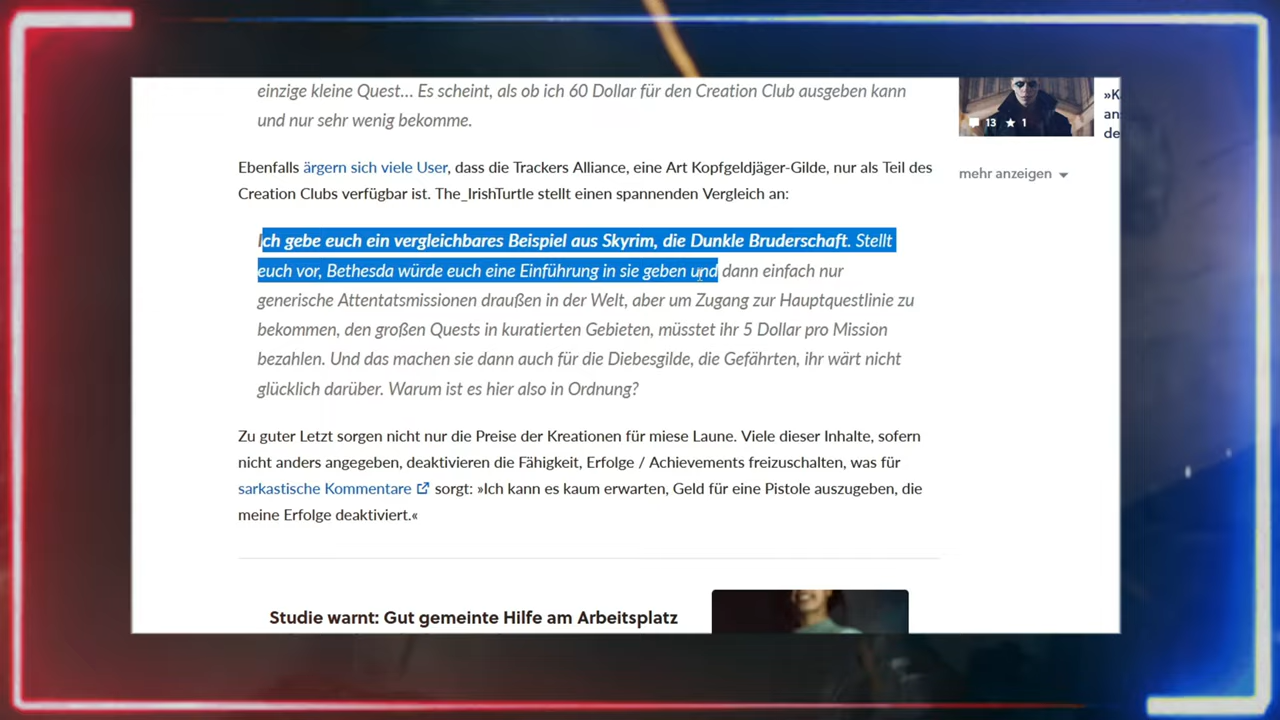 einzige kleine Quest... Es scheint, als ob ich 60 Dollar für den Creation Club ausgeben kann
und nur sehr wenig bekomme.
13 1
»K
an
de
mehr anzeigen
Ebenfalls ärgern sich viele User, dass die Trackers Alliance, eine Art Kopfgeldjäger-Gilde, nur als Teil des
Creation Clubs verfügbar ist. The_IrishTurtle stellt einen spannenden Vergleich an:
Ich gebe euch ein vergleichbares Beispiel aus Skyrim, die Dunkle Bruderschaft. Stellt
euch vor, Bethesda würde euch eine Einführung in sie geben und dann einfach nur
generische Attentatsmissionen draußen in der Welt, aber um Zugang zur Hauptquestlinie zu
bekommen, den großen Quests in kuratierten Gebieten, müsstet ihr 5 Dollar pro Mission
bezahlen. Und das machen sie dann auch für die Diebesgilde, die Gefährten, ihr wärt nicht
glücklich darüber. Warum ist es hier also in Ordnung?
Zu guter Letzt sorgen nicht nur die Preise der Kreationen für miese Laune. Viele dieser Inhalte, sofern
nicht anders angegeben, deaktivieren die Fähigkeit, Erfolge / Achievements freizuschalten, was für
sarkastische Kommentare sorgt: »Ich kann es kaum erwarten, Geld für eine Pistole auszugeben, die
meine Erfolge deaktiviert.«
Studie warnt: Gut gemeinte Hilfe am Arbeitsplatz